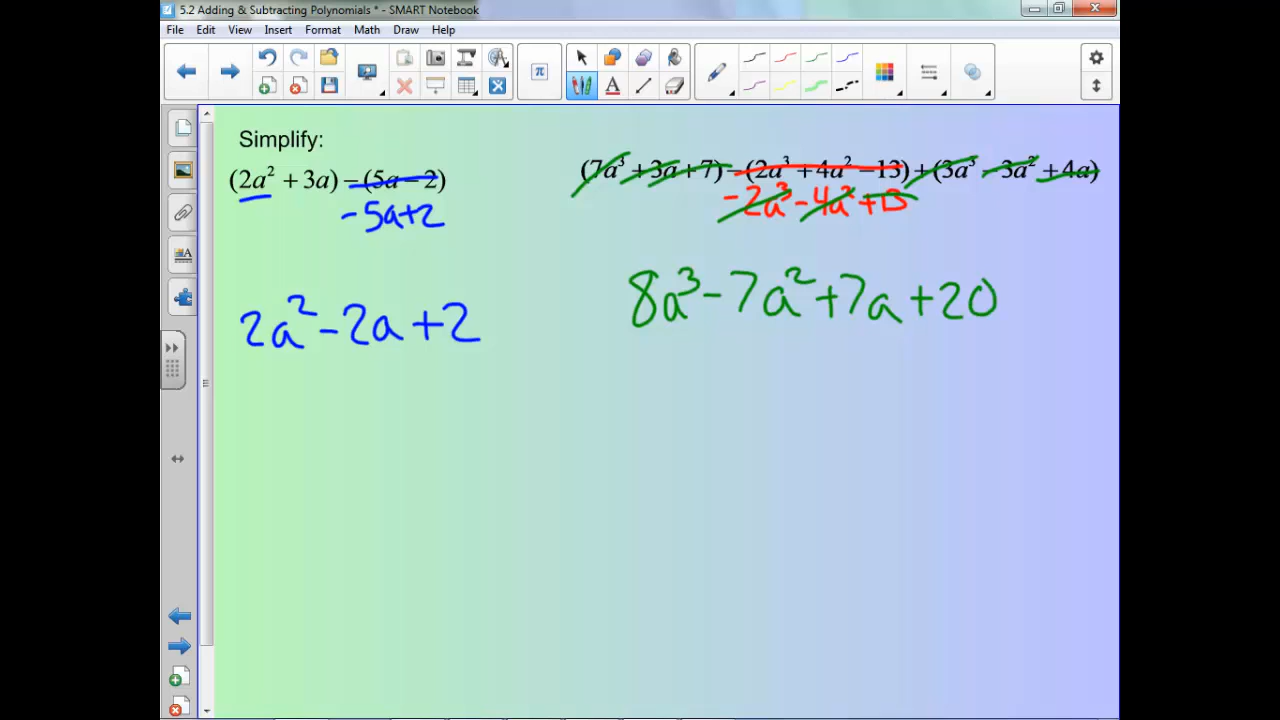 5.2 Adding & Subtracting Polynomials * - SMART Notebook
File Edit View Insert Format Math Draw Help
π
A
Simplify:
(2a² + 3a) − (5a − 2)
-5a+2
2a² - 2a + 2
(7a³ + 3a + 7) − (2a³ + 4a² − 13) + (3a³ − 3a² + 4a)
-2a³ - 4a² + 13
8a³ - 7a² + 7a + 20